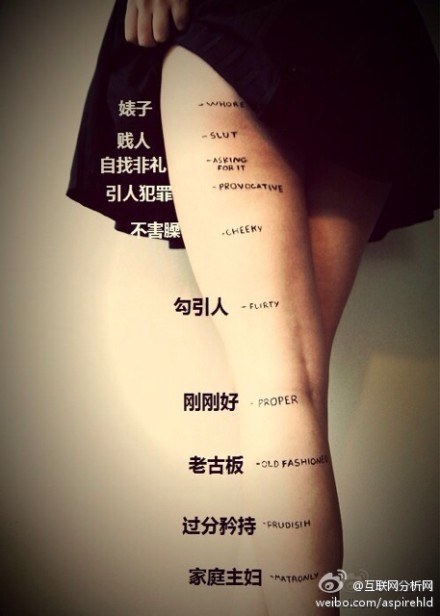 婊子 -WHORE
贱人 -SLUT
自找非礼 -ASKING
FOR IT
引人犯罪 -PROVOCATIVE
不害臊 -CHEEKY
勾引人 -FLIRTY
刚刚好 -PROPER
老古板 -OLD FASHIONED
过分矜持 -PRUDISH
家庭主妇 -MATRONLY
@互联网分析网
weibo.com/aspirehld